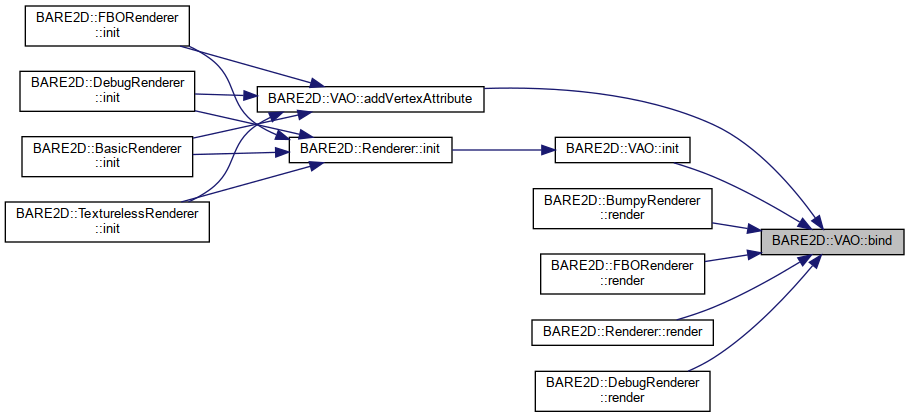 BARE2D::FBORenderer
::init
BARE2D::DebugRenderer
::init
BARE2D::BasicRenderer
::init
BARE2D::TexturelessRenderer
::init
BARE2D::VAO::addVertexAttribute
BARE2D::Renderer::init
BARE2D::VAO::init
BARE2D::BumpyRenderer
::render
BARE2D::FBORenderer
::render
BARE2D::Renderer::render
BARE2D::DebugRenderer
::render
BARE2D::VAO::bind